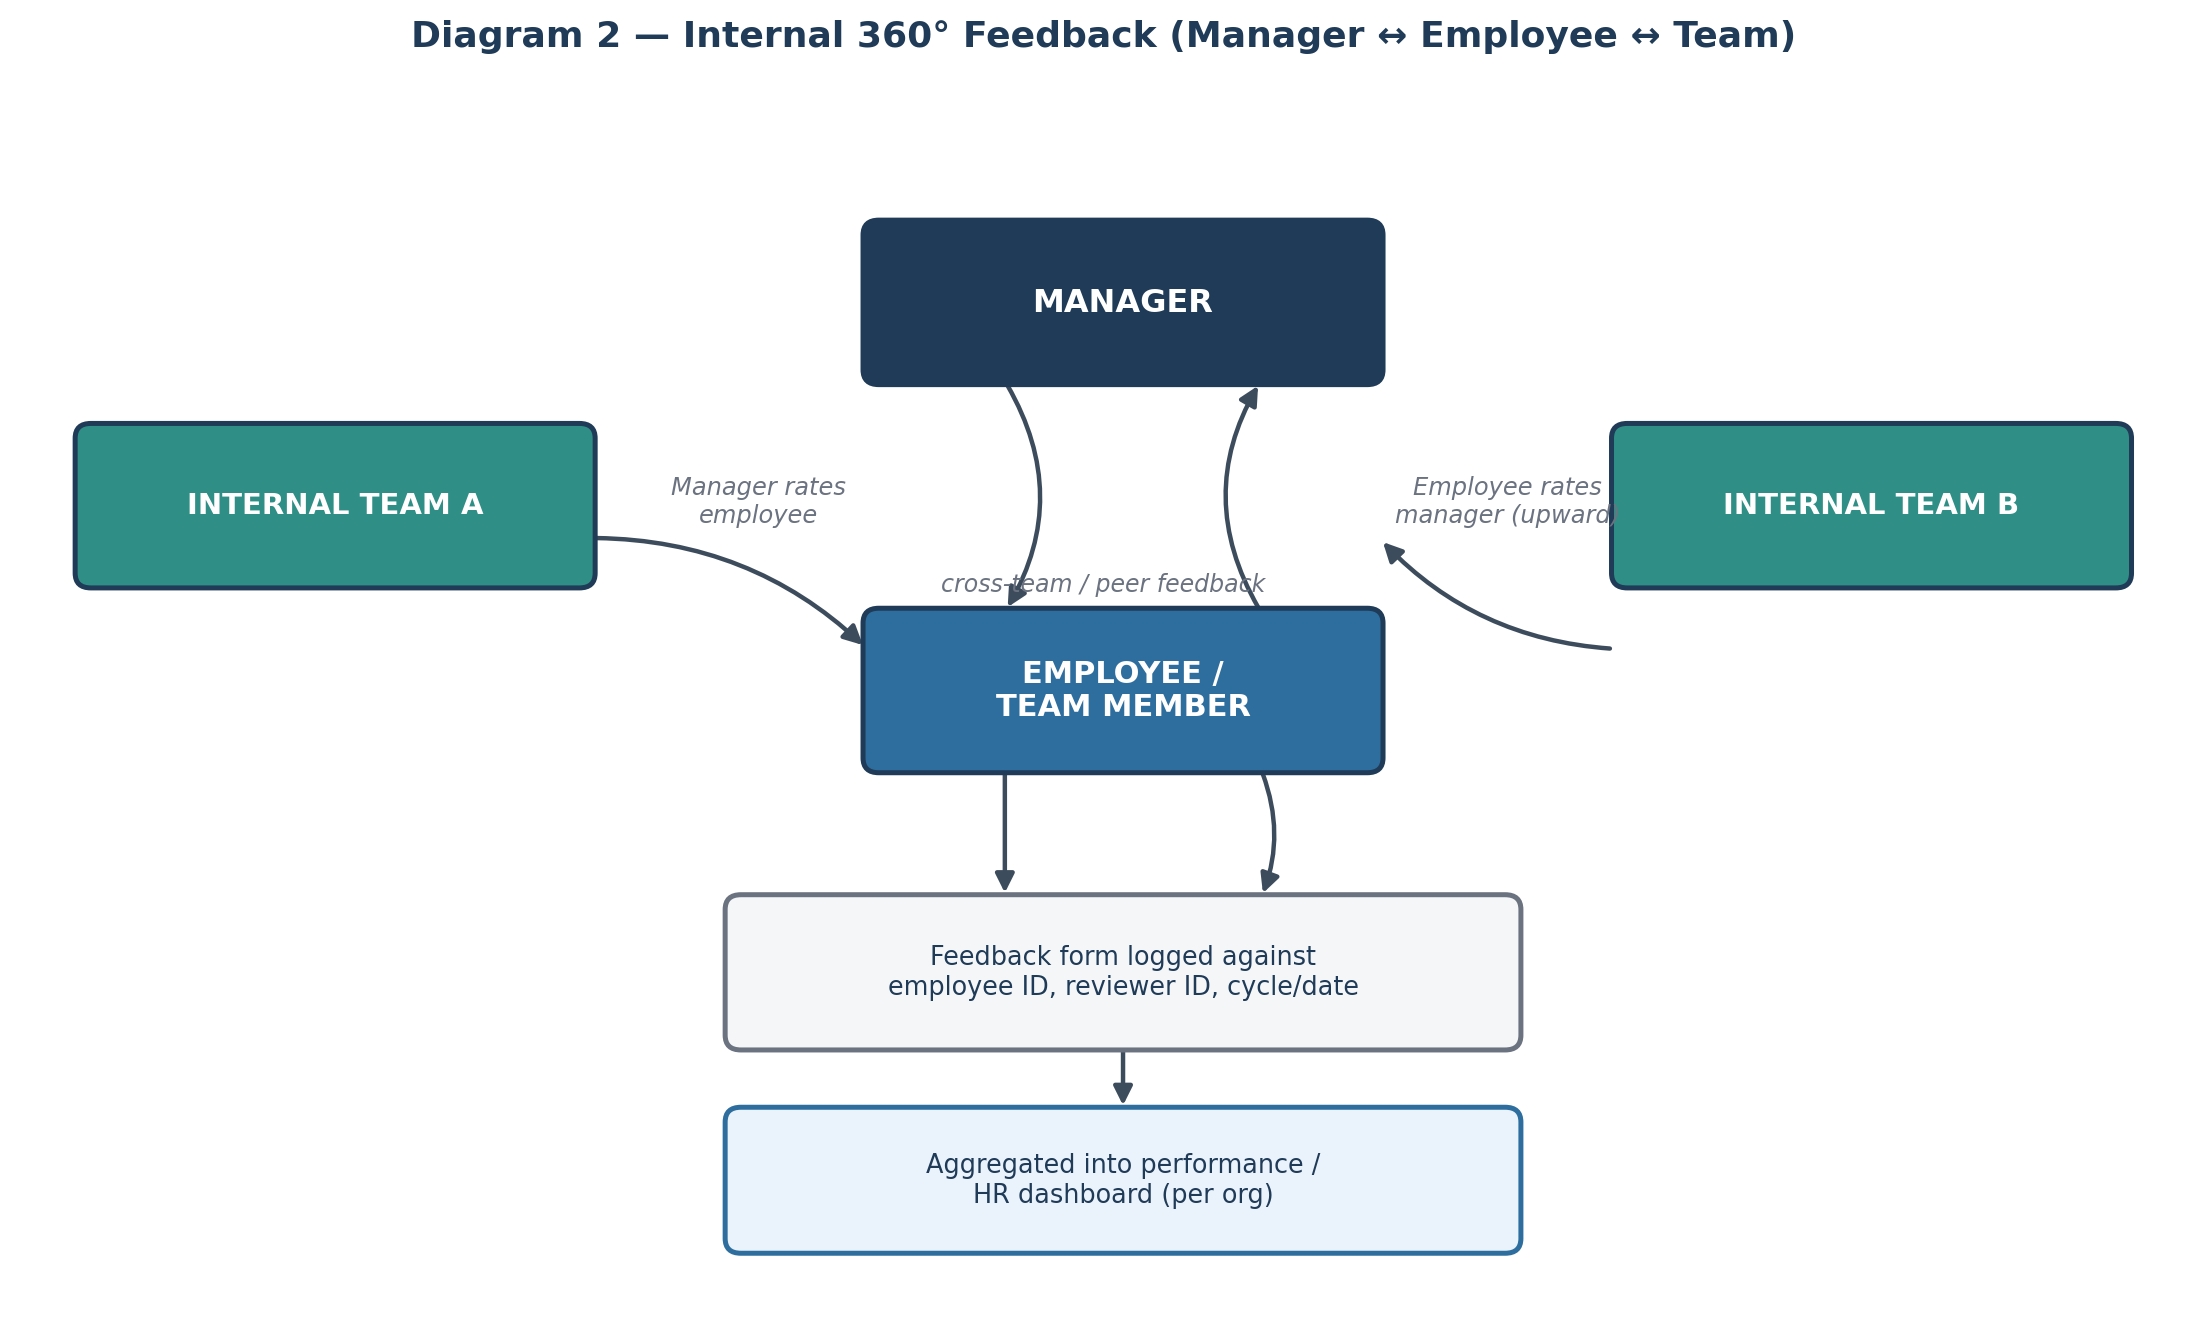 Diagram 2 — Internal 360° Feedback (Manager ↔ Employee ↔ Team)
MANAGER
INTERNAL TEAM A
Manager rates
employee
Employee rates
manager (upward)
INTERNAL TEAM B
cross-team / peer feedback
EMPLOYEE /
TEAM MEMBER
Feedback form logged against
employee ID, reviewer ID, cycle/date
Aggregated into performance /
HR dashboard (per org)